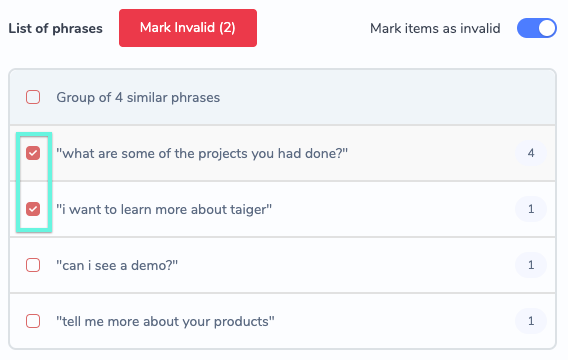 List of phrases
Mark Invalid (2)
Mark items as invalid
Group of 4 similar phrases
"what are some of the projects you had done?" 4
"i want to learn more about taiger" 1
"can i see a demo?" 1
"tell me more about your products" 1